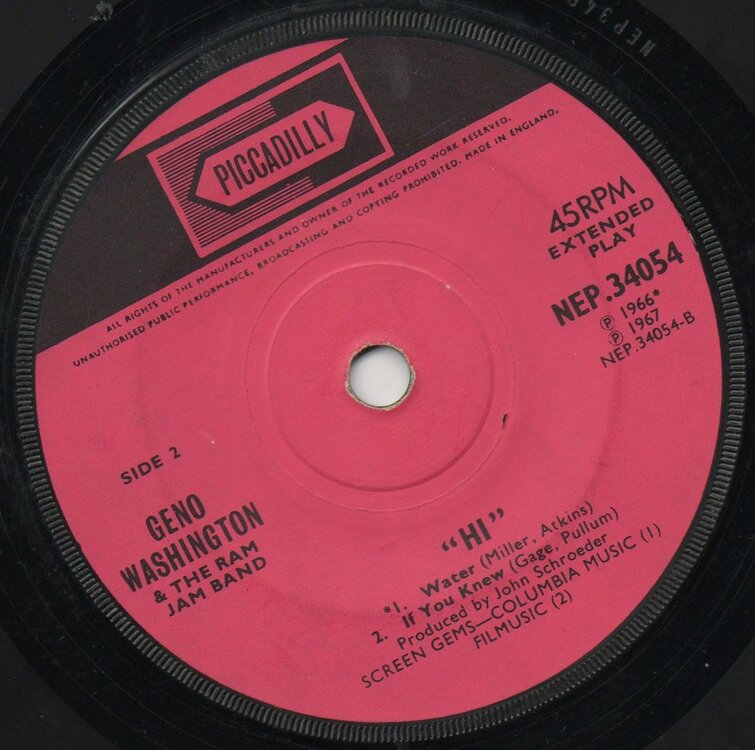 PICCADILLY
ALL RIGHTS OF THE MANUFACTURERS AND OWNER OF THE RECORDED WORK RESERVED.
UNAUTHORISED PUBLIC PERFORMANCE, BROADCASTING AND COPYING PROHIBITED. MADE IN ENGLAND.
45RPM
EXTENDED
PLAY
NEP.34054
Ⓟ 1966*
Ⓟ 1967
NEP.34054-B
SIDE 2
GENO
WASHINGTON
& THE RAM
JAM BAND
"HI"
*1. Water (Miller, Atkins)
2. If You Knew (Gage, Pullum)
Produced by John Schroeder
SCREEN GEMS—COLUMBIA MUSIC (1)
FILMUSIC (2)